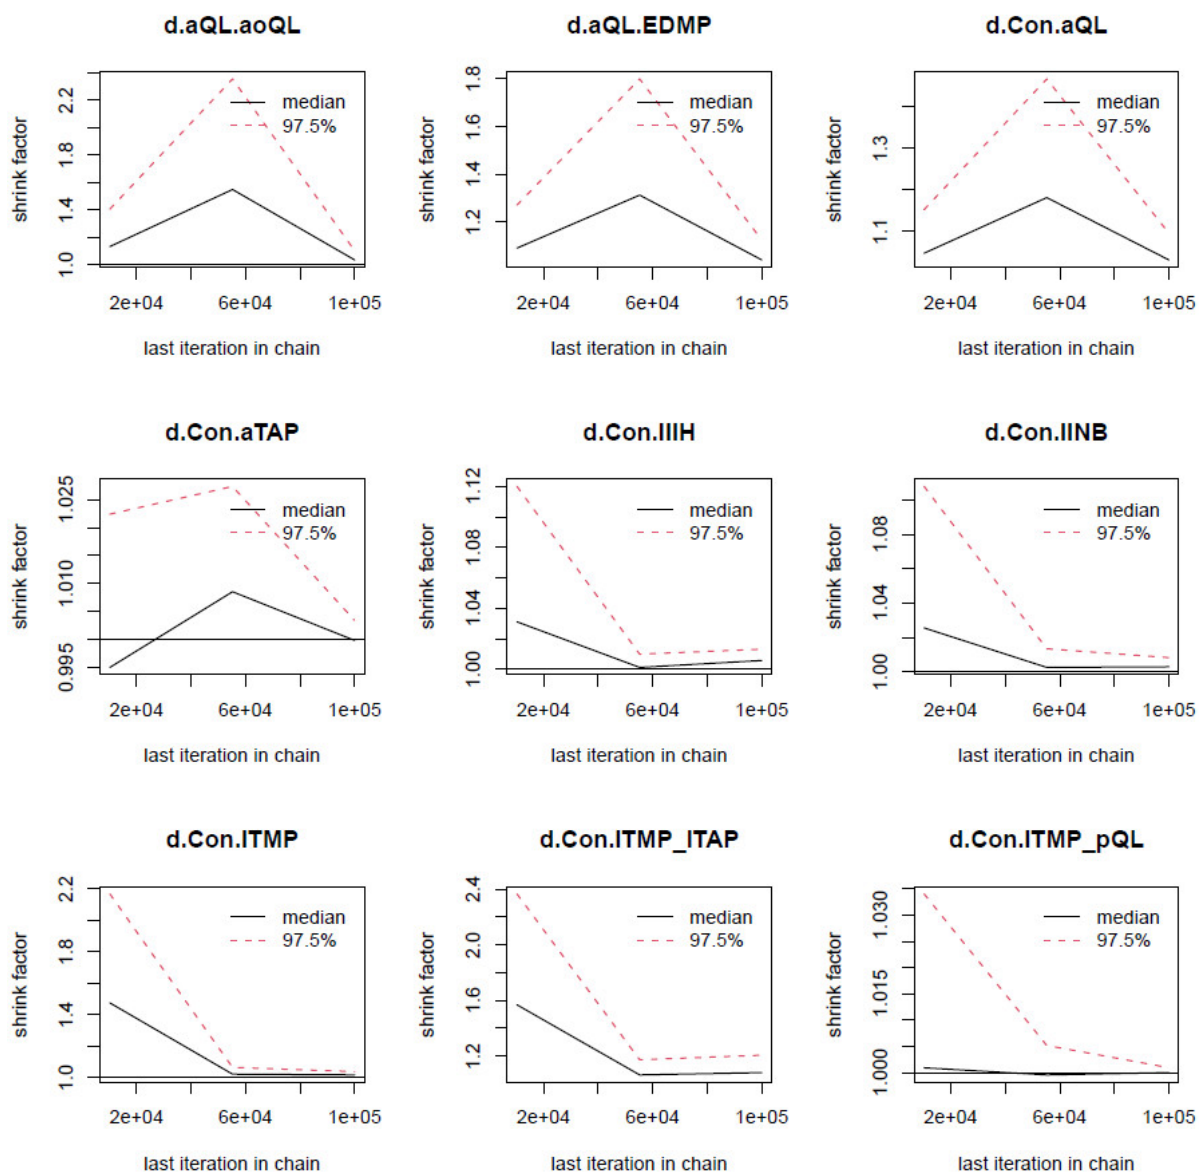 d.aQL.aoQL
shrink factor
1.0 1.4 1.8 2.2
median
97.5%
2e+04 6e+04 1e+05
last iteration in chain
d.aQL.EDMP
shrink factor
1.2 1.4 1.6 1.8
median
97.5%
2e+04 6e+04 1e+05
last iteration in chain
d.Con.aQL
shrink factor
1.1 1.3
median
97.5%
2e+04 6e+04 1e+05
last iteration in chain
d.Con.aTAP
shrink factor
0.995 1.010 1.025
median
97.5%
2e+04 6e+04 1e+05
last iteration in chain
d.Con.IIIH
shrink factor
1.00 1.04 1.08 1.12
median
97.5%
2e+04 6e+04 1e+05
last iteration in chain
d.Con.IINB
shrink factor
1.00 1.04 1.08
median
97.5%
2e+04 6e+04 1e+05
last iteration in chain
d.Con.ITMP
shrink factor
1.0 1.4 1.8 2.2
median
97.5%
2e+04 6e+04 1e+05
last iteration in chain
d.Con.ITMP_ITAP
shrink factor
1.2 1.6 2.0 2.4
median
97.5%
2e+04 6e+04 1e+05
last iteration in chain
d.Con.ITMP_pQL
shrink factor
1.000 1.015 1.030
median
97.5%
2e+04 6e+04 1e+05
last iteration in chain